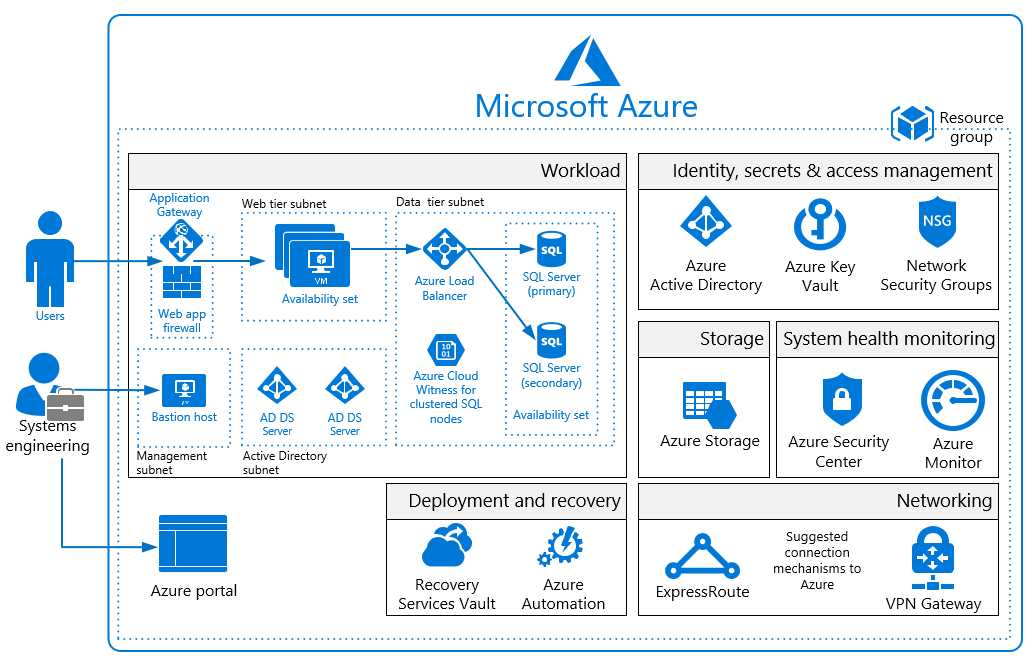 Microsoft Azure
Resource
group
Workload
Application
Gateway
Web app
firewall
Web tier subnet
VM
Availability set
Data tier subnet
Azure Load
Balancer
SQL
SQL Server
(primary)
SQL
SQL Server
(secondary)
Availability set
10
01
Azure Cloud
Witness for
clustered SQL
nodes
Users
Systems
engineering
Bastion host
Management
subnet
AD DS
Server
AD DS
Server
Active Directory
subnet
Azure portal
Identity, secrets & access management
Azure
Active Directory
Azure Key
Vault
NSG
Network
Security Groups
Storage
Azure Storage
System health monitoring
Azure Security
Center
Azure
Monitor
Deployment and recovery
Recovery
Services Vault
Azure
Automation
Networking
ExpressRoute
Suggested
connection
mechanisms to
Azure
VPN Gateway